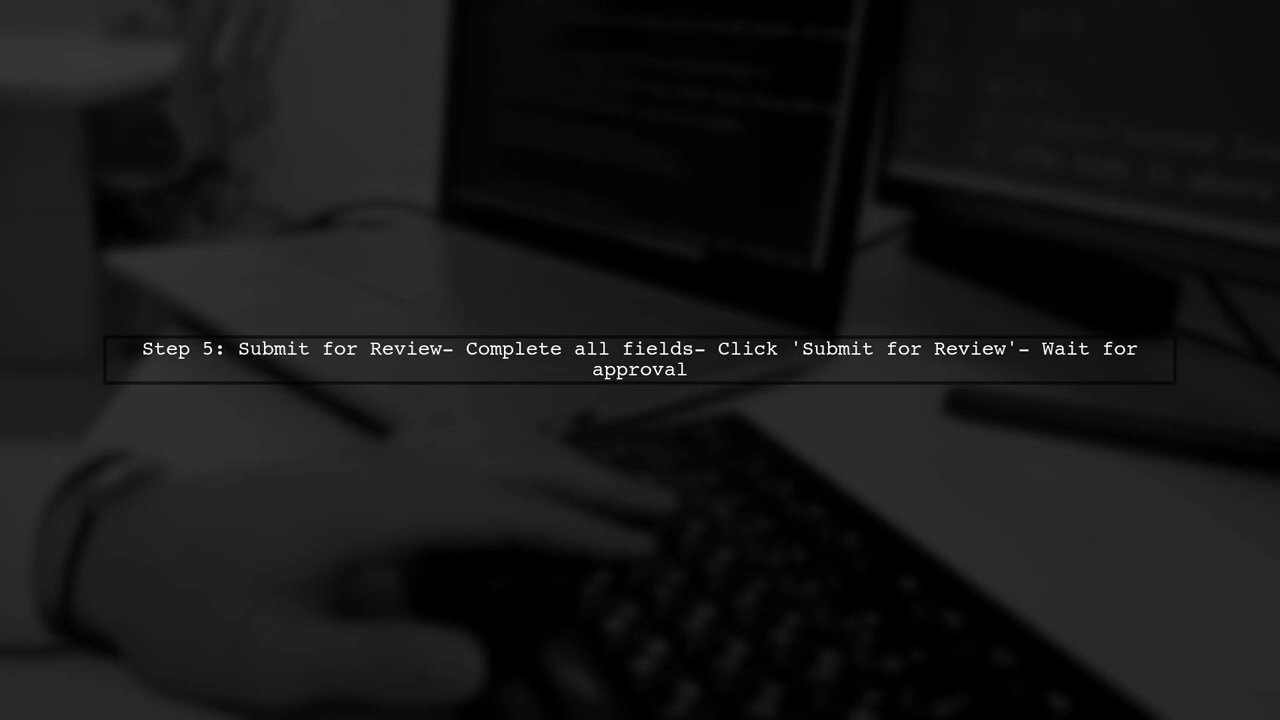 Step 5: Submit for Review- Complete all fields- Click 'Submit for Review'- Wait for
approval